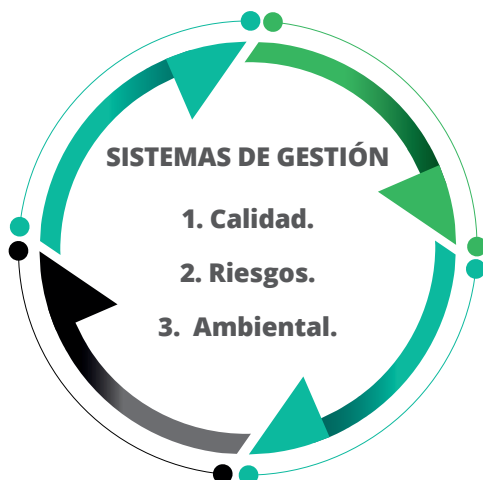 SISTEMAS DE GESTIÓN
1. Calidad.
2. Riesgos.
3. Ambiental.